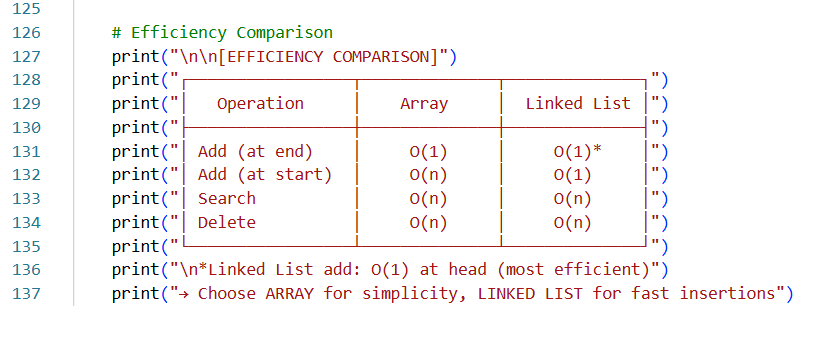 125
126 # Efficiency Comparison
127 print("\n\n[EFFICIENCY COMPARISON]")
128 print("┌─────────────────┬──────────────┬──────────────┐")
129 print("│   Operation     │    Array     │  Linked List │")
130 print("├─────────────────┼──────────────┼──────────────┤")
131 print("│ Add (at end)    │     O(1)     │     O(1)*    │")
132 print("│ Add (at start)  │     O(n)     │     O(1)     │")
133 print("│ Search          │     O(n)     │     O(n)     │")
134 print("│ Delete          │     O(n)     │     O(n)     │")
135 print("└─────────────────┴──────────────┴──────────────┘")
136 print("\n*Linked List add: O(1) at head (most efficient)")
137 print("→ Choose ARRAY for simplicity, LINKED LIST for fast insertions")